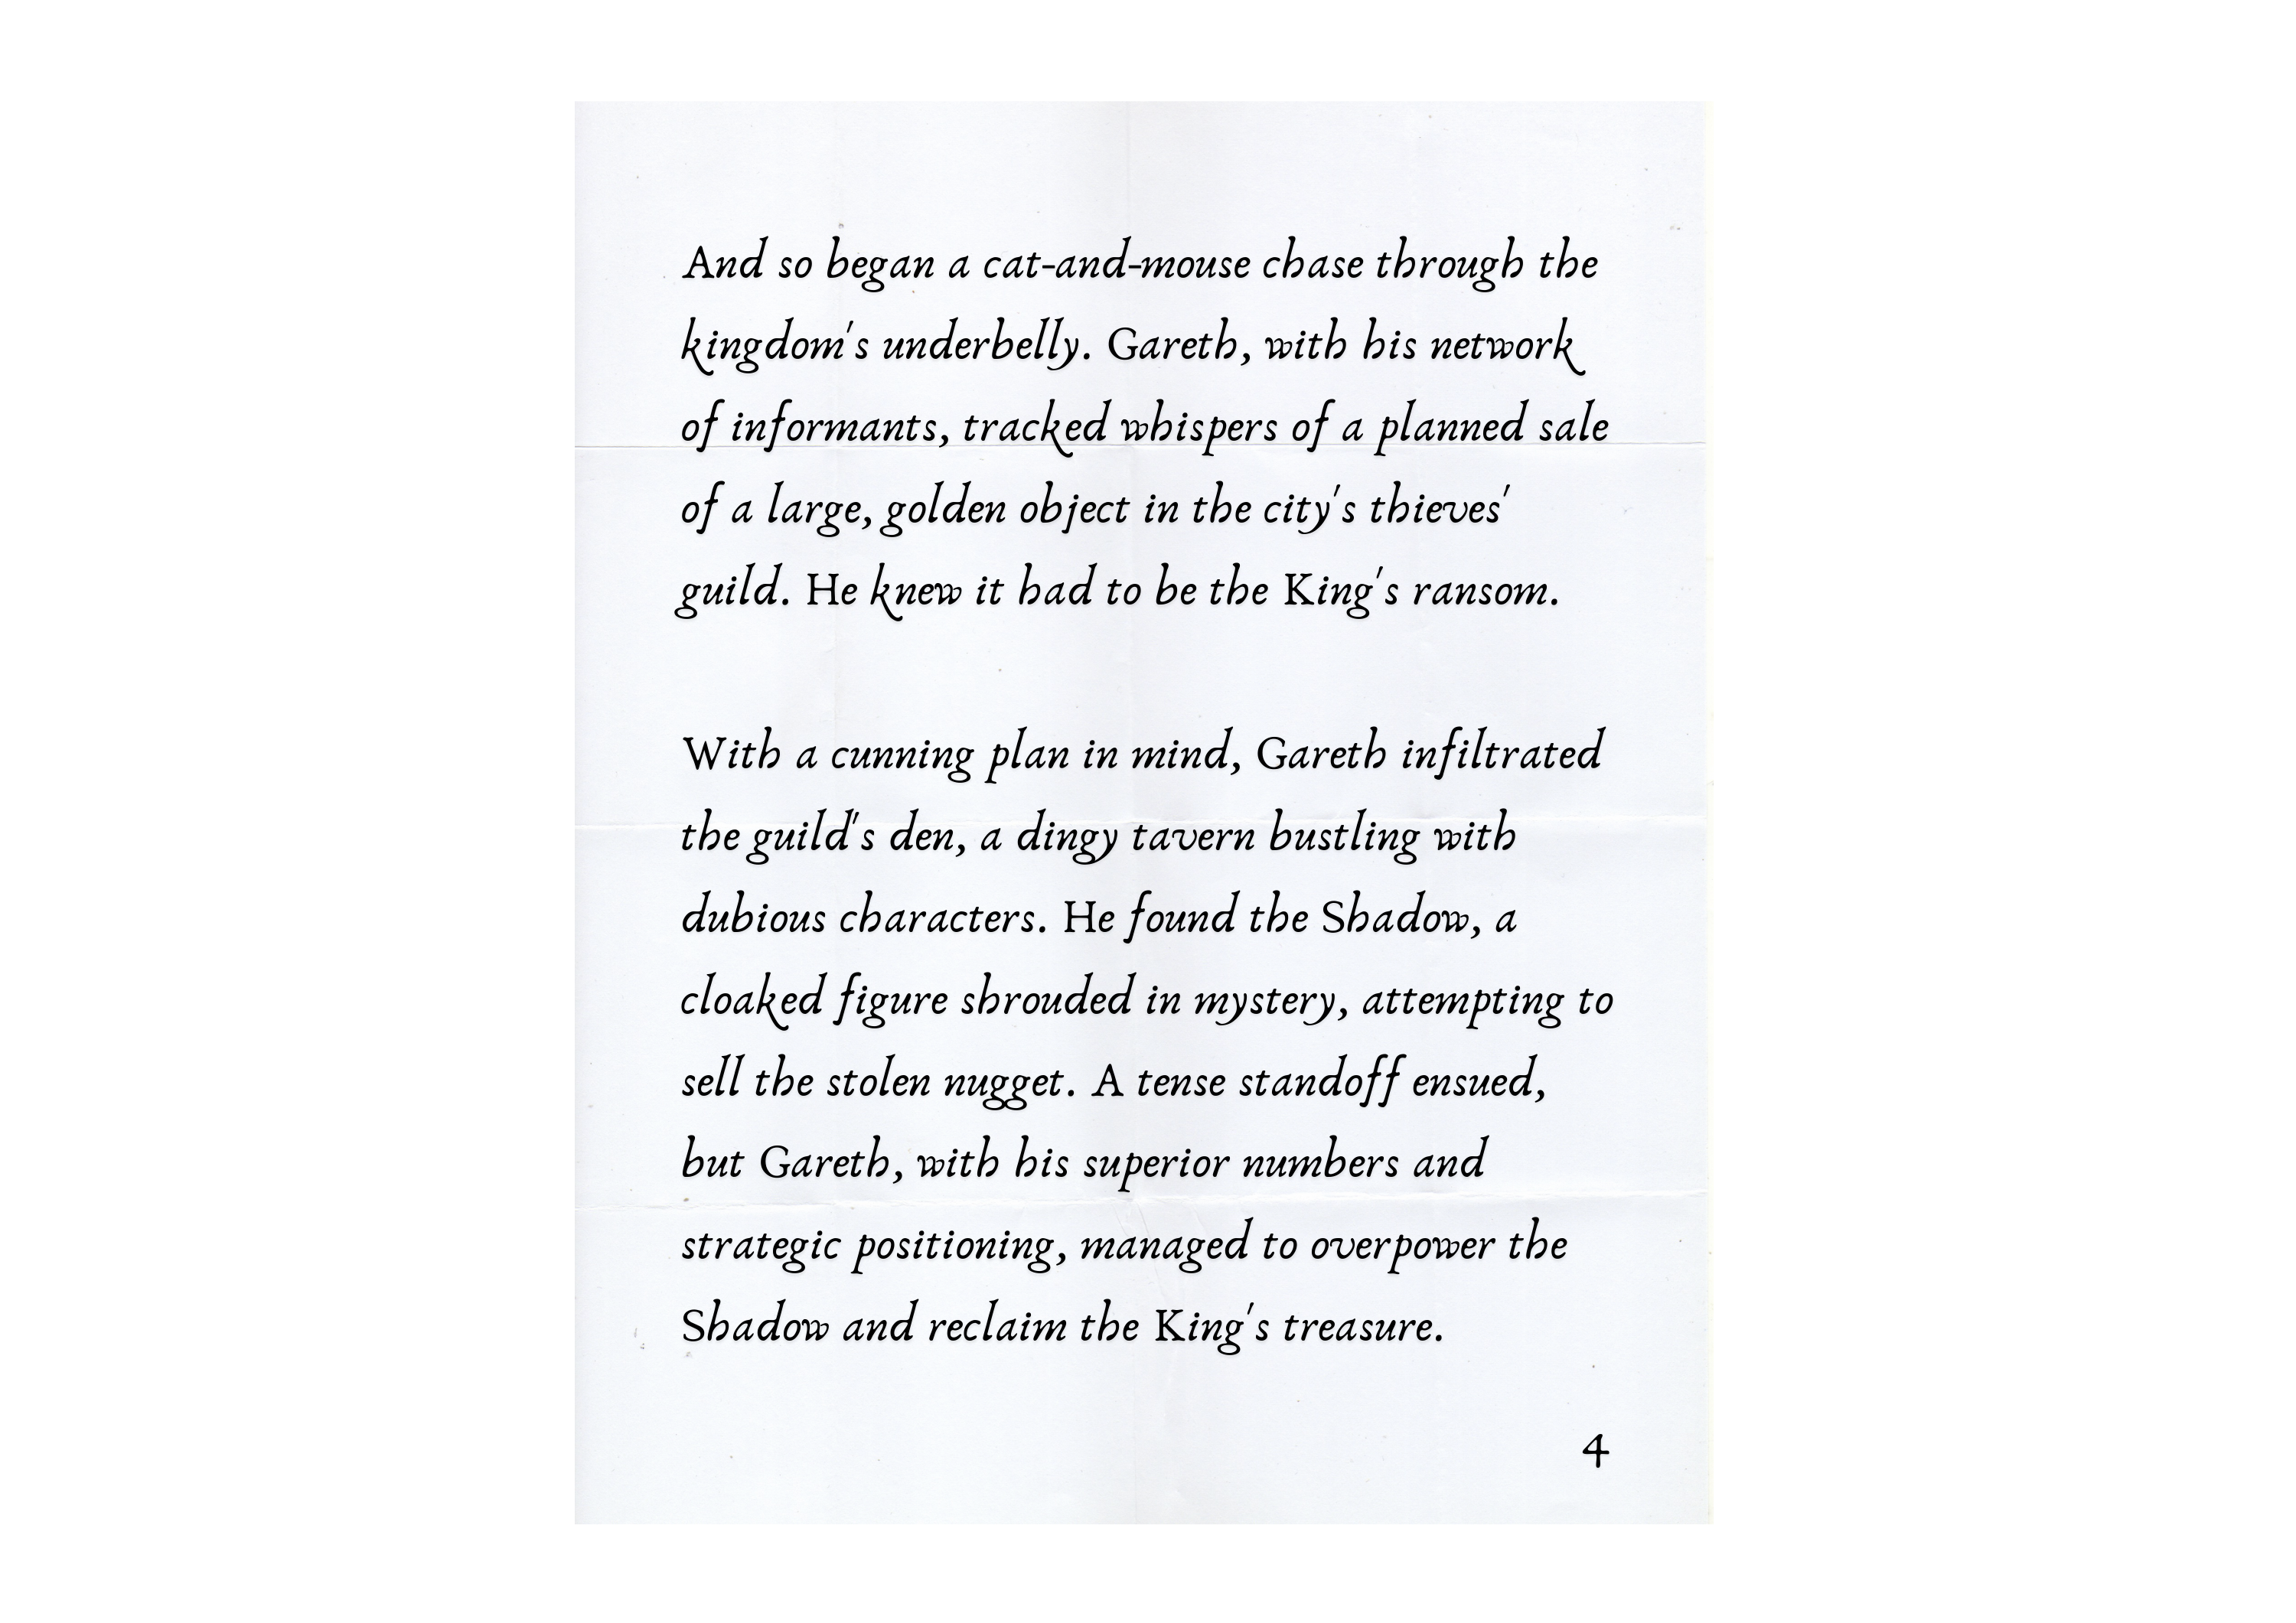 And so began a cat-and-mouse chase through the
kingdom's underbelly. Gareth, with his network
of informants, tracked whispers of a planned sale
of a large, golden object in the city's thieves'
guild. He knew it had to be the King's ransom.
With a cunning plan in mind, Gareth infiltrated
the guild's den, a dingy tavern bustling with
dubious characters. He found the Shadow, a
cloaked figure shrouded in mystery, attempting to
sell the stolen nugget. A tense standoff ensued,
but Gareth, with his superior numbers and
strategic positioning, managed to overpower the
Shadow and reclaim the King's treasure.
4